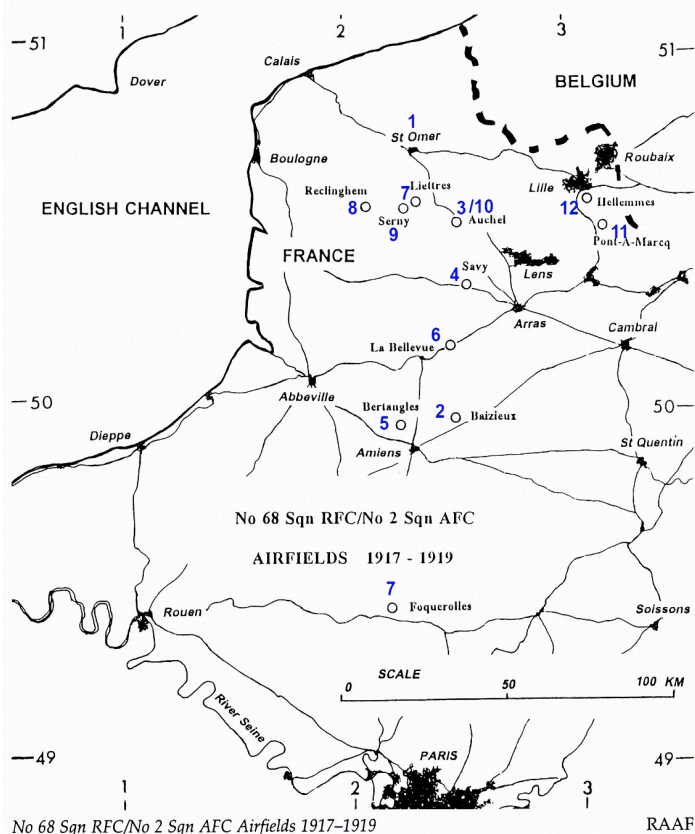 1
2
3
51
51
Calais
Dover
BELGIUM
1
St Omer
Roubaix
Boulogne
Lille
Reclinghem
7 Liettres
Hellemmes
ENGLISH CHANNEL
8
Serny
3/10
Auchel
12
9
11
Pont-A-Marcq
FRANCE
Savy
4
Lens
Arras
Cambral
6
La Bellevue
Abbeville
50
50
Bertangles
2
Baizieux
5
Dieppe
Amiens
St Quentin
No 68 Sqn RFC/No 2 Sqn AFC
AIRFIELDS 1917 - 1919
7
Foquerolles
Rouen
Soissons
SCALE
0
50
100 KM
River Seine
PARIS
49
49
1
2
3
No 68 Sqn RFC/No 2 Sqn AFC Airfields 1917–1919
RAAF